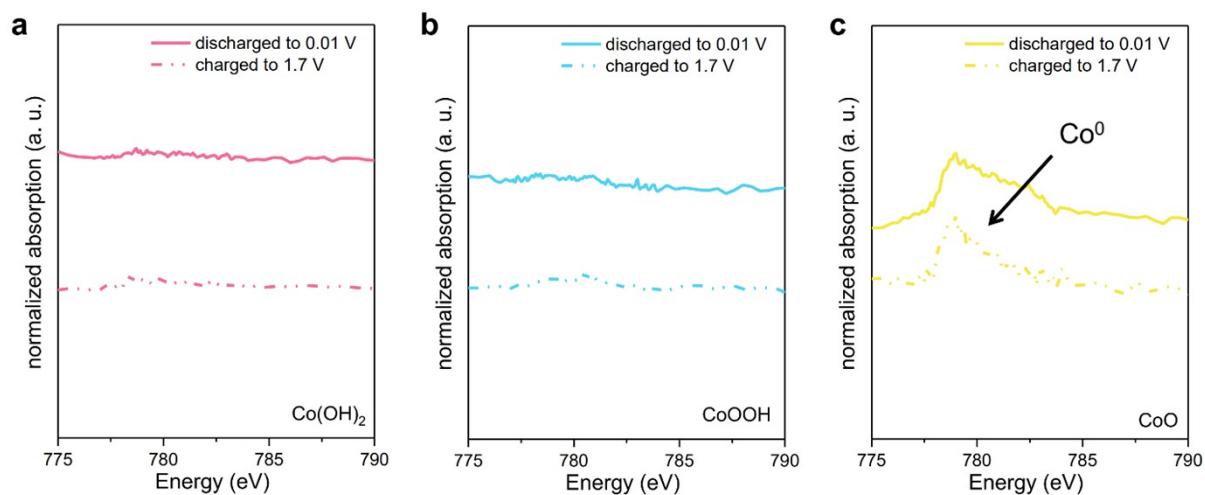 a
discharged to 0.01 V
charged to 1.7 V
normalized absorption (a. u.)
Co(OH)₂
775 780 785 790
Energy (eV)
b
discharged to 0.01 V
charged to 1.7 V
normalized absorption (a. u.)
CoOOH
775 780 785 790
Energy (eV)
c
discharged to 0.01 V
charged to 1.7 V
Co⁰
normalized absorption (a. u.)
CoO
775 780 785 790
Energy (eV)